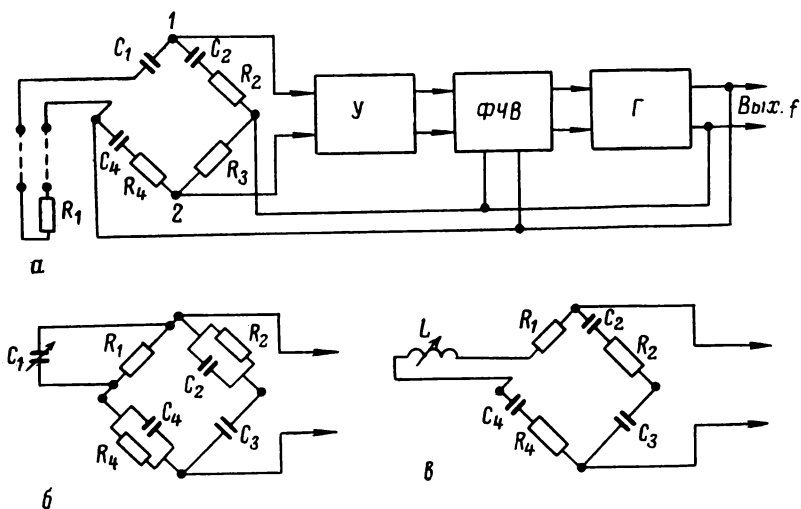 1
C₁
C₂
R₂
У
ФЧВ
Г
Вых. f
C₄
R₄
R₃
2
R₁
а
C₁
R₁
R₂
C₂
C₄
R₄
C₃
б
L
R₁
C₂
R₂
C₄
R₄
C₃
в